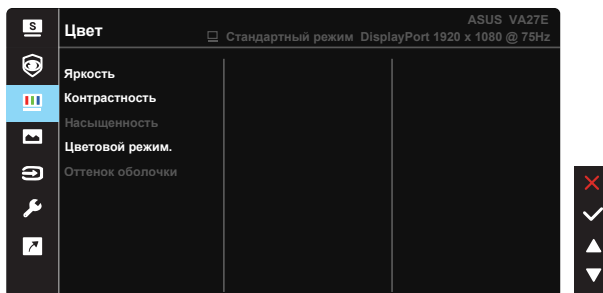 S
Цвет
ASUS VA27E
Стандартный режим DisplayPort 1920 x 1080 @ 75Hz
Яркость
Контрастность
Насыщенность
Цветовой режим.
Оттенок оболочки